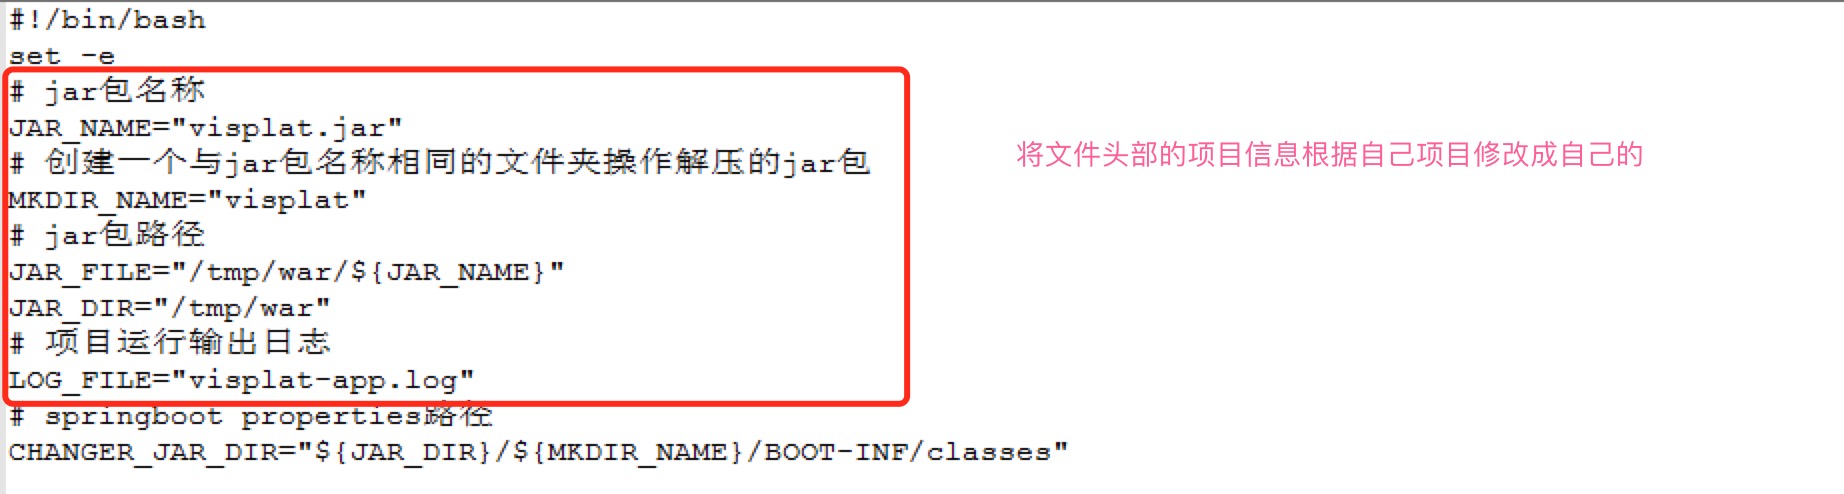 #!/bin/bash
set -e
# jar包名称
JAR_NAME="visplat.jar"
# 创建一个与jar包名称相同的文件夹操作解压的jar包
MKDIR_NAME="visplat"
# jar包路径
JAR_FILE="/tmp/war/${JAR_NAME}"
JAR_DIR="/tmp/war"
# 项目运行输出日志
LOG_FILE="visplat-app.log"
# springboot properties路径
CHANGER_JAR_DIR="${JAR_DIR}/${MKDIR_NAME}/BOOT-INF/classes"
将文件头部的项目信息根据自己项目修改成自己的